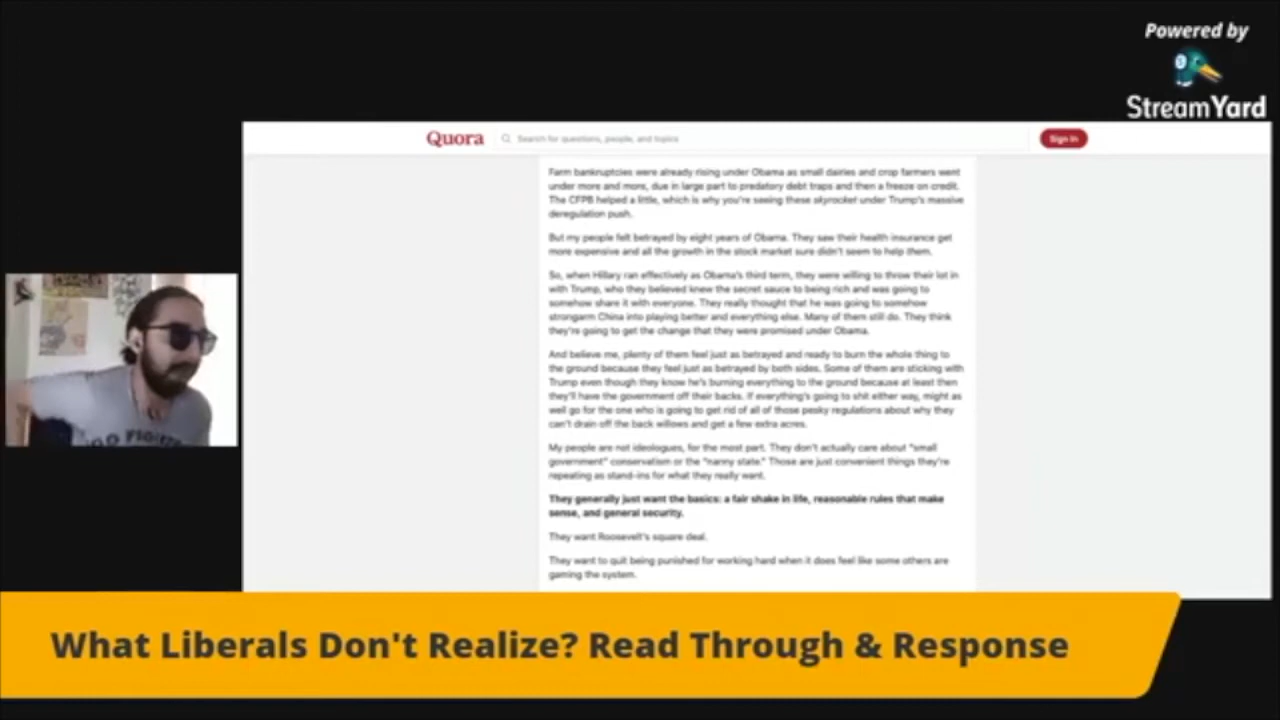 Powered by
StreamYard
Quora
Search for questions, people, and topics
Sign In
Farm bankruptcies were already rising under Obama as small dairies and crop farmers went
under more and more, due in large part to predatory debt traps and then a freeze on credit.
The CFPB helped a little, which is why you're seeing these skyrocket under Trump's massive
deregulation push.
But my people felt betrayed by eight years of Obama. They saw their health insurance get
more expensive and all the growth in the stock market sure didn't seem to help them.
So, when Hillary ran effectively as Obama's third term, they were willing to throw their lot in
with Trump, who they believed knew the secret sauce to being rich and was going to
somehow share it with everyone. They really thought that he was going to somehow
strongarm China into playing better and everything else. Many of them still do. They think
they're going to get the change that they were promised under Obama.
And believe me, plenty of them feel just as betrayed and ready to burn the whole thing to
the ground because they feel just as betrayed by both sides. Some of them are sticking with
Trump even though they know he's burning everything to the ground because at least then
they'll have the government off their backs. If everything's going to shit either way, might as
well go for the one who is going to get rid of all of those pesky regulations about why they
can't drain off the back willows and get a few extra acres.
My people are not ideologues, for the most part. They don't actually care about "small
government" conservatism or the "nanny state." Those are just convenient things they're
repeating as stand-ins for what they really want.
They generally just want the basics: a fair shake in life, reasonable rules that make
sense, and general security.
They want Roosevelt's square deal.
They want to quit being punished for working hard when it does feel like some others are
gaming the system.
What Liberals Don't Realize? Read Through & Response